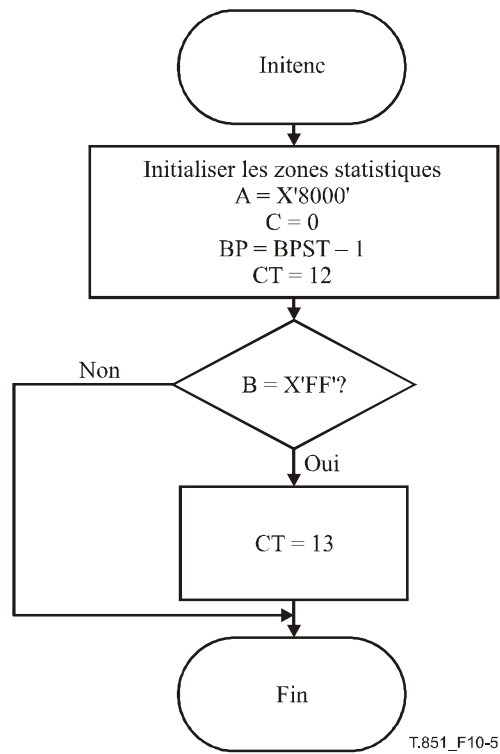 Initenc
Initialiser les zones statistiques
A = X'8000'
C = 0
BP = BPST – 1
CT = 12
Non
B = X'FF'?
Oui
CT = 13
Fin
T.851_F10-5